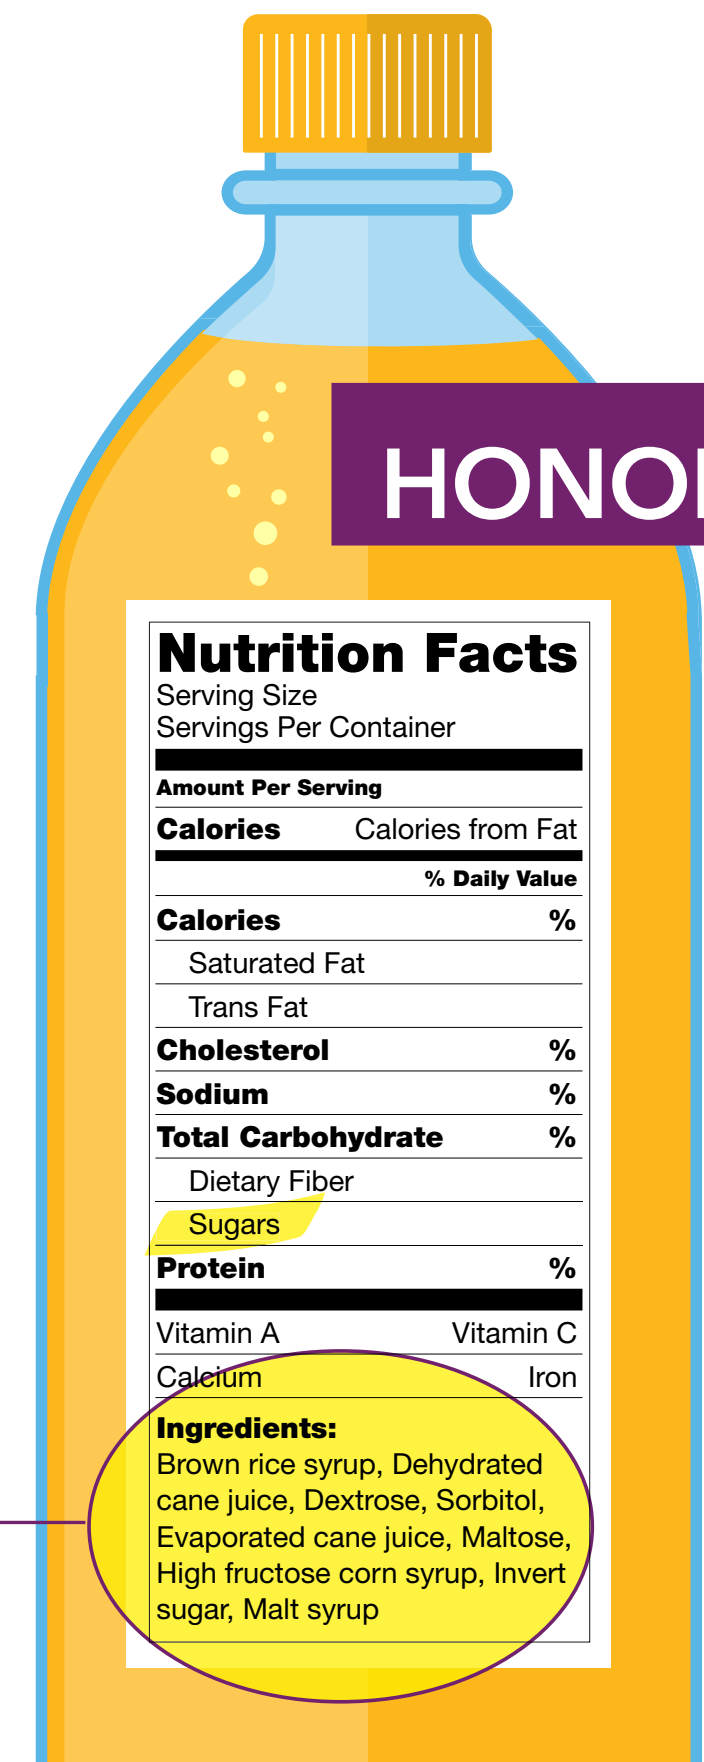 HONOR
Nutrition Facts
Serving Size
Servings Per Container
Amount Per Serving
Calories Calories from Fat
% Daily Value
Calories %
Saturated Fat
Trans Fat
Cholesterol %
Sodium %
Total Carbohydrate %
Dietary Fiber
Sugars
Protein %
Vitamin A Vitamin C
Calcium Iron
Ingredients:
Brown rice syrup, Dehydrated
cane juice, Dextrose, Sorbitol,
Evaporated cane juice, Maltose,
High fructose corn syrup, Invert
sugar, Malt syrup